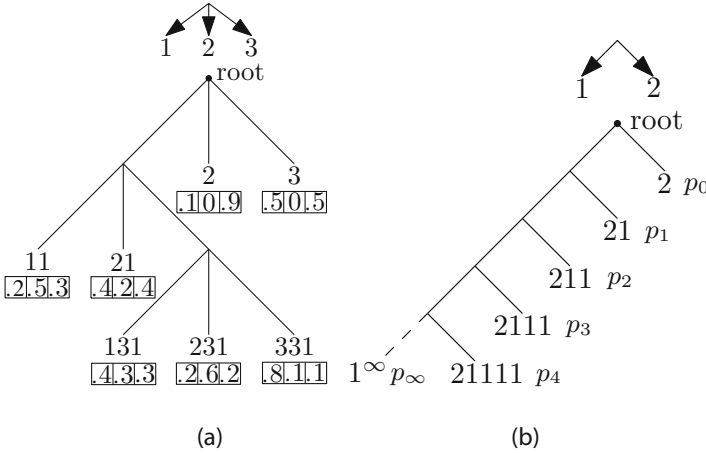 1 2 3
root
2 3
.1 0 .9 .5 0 .5
11 21
.2 .5 .3 .4 .2 .4
131 231 331
.4 .3 .3 .2 .6 .2 .8 .1 .1
(a)
1 2
root
2 p₀
21 p₁
211 p₂
2111 p₃
1^∞ p_∞ 21111 p₄
(b)